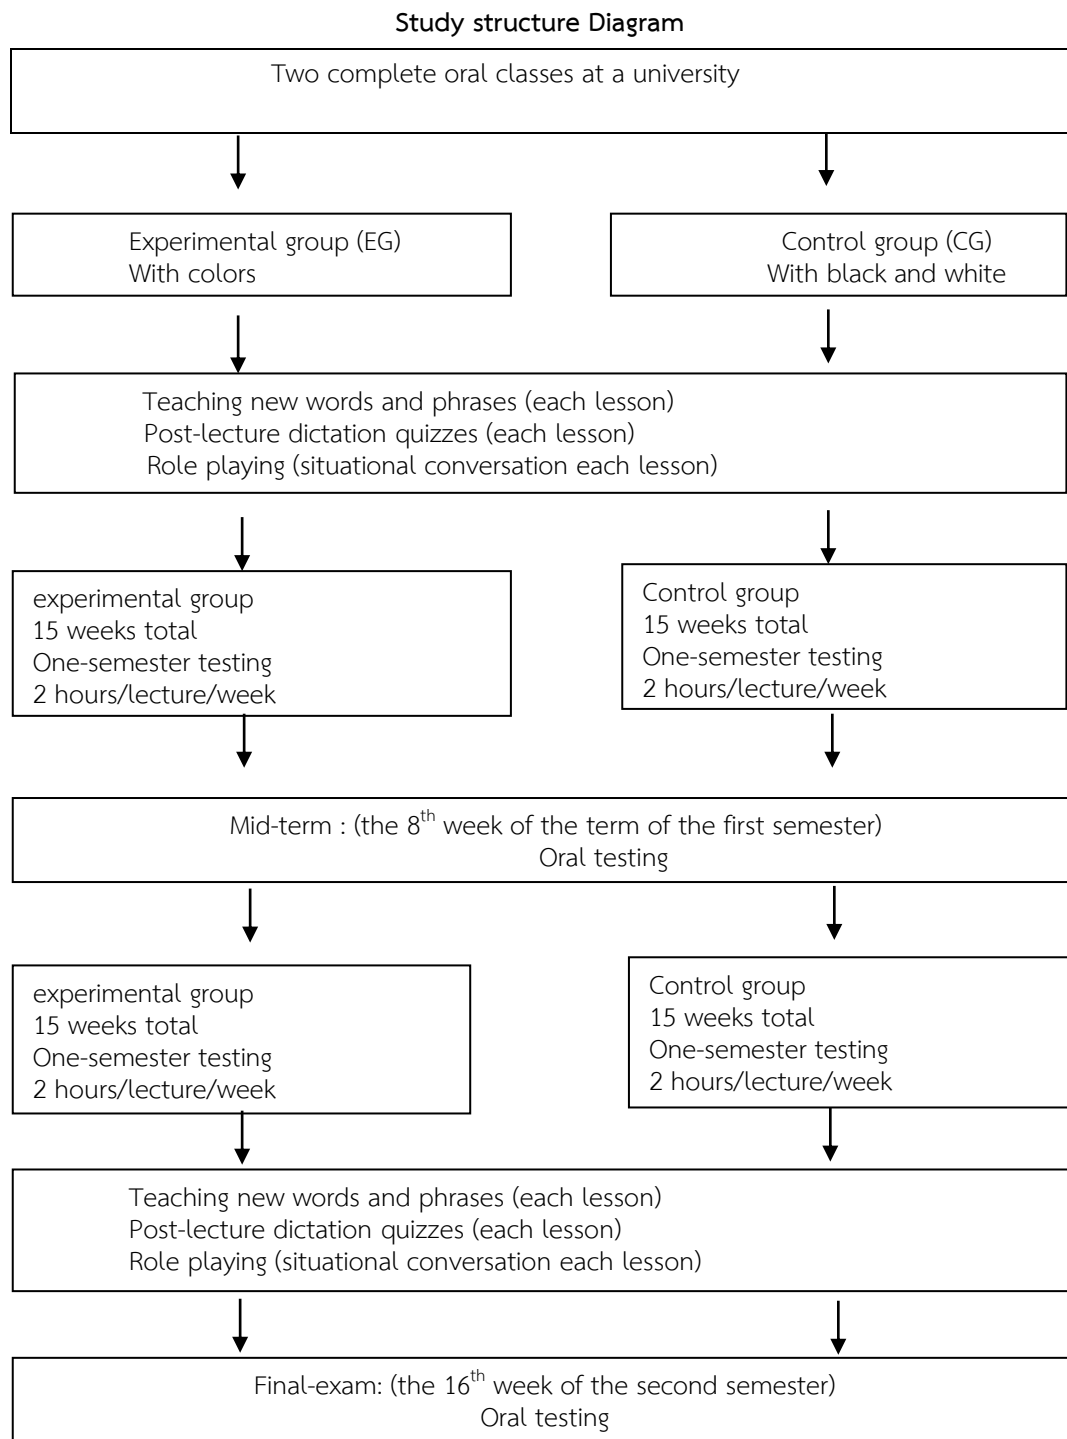 Study structure Diagram
Two complete oral classes at a university
Experimental group (EG)
With colors
Control group (CG)
With black and white
Teaching new words and phrases (each lesson)
Post-lecture dictation quizzes (each lesson)
Role playing (situational conversation each lesson)
experimental group
15 weeks total
One-semester testing
2 hours/lecture/week
Control group
15 weeks total
One-semester testing
2 hours/lecture/week
Mid-term : (the 8th week of the term of the first semester)
Oral testing
experimental group
15 weeks total
One-semester testing
2 hours/lecture/week
Control group
15 weeks total
One-semester testing
2 hours/lecture/week
Teaching new words and phrases (each lesson)
Post-lecture dictation quizzes (each lesson)
Role playing (situational conversation each lesson)
Final-exam: (the 16th week of the second semester)
Oral testing